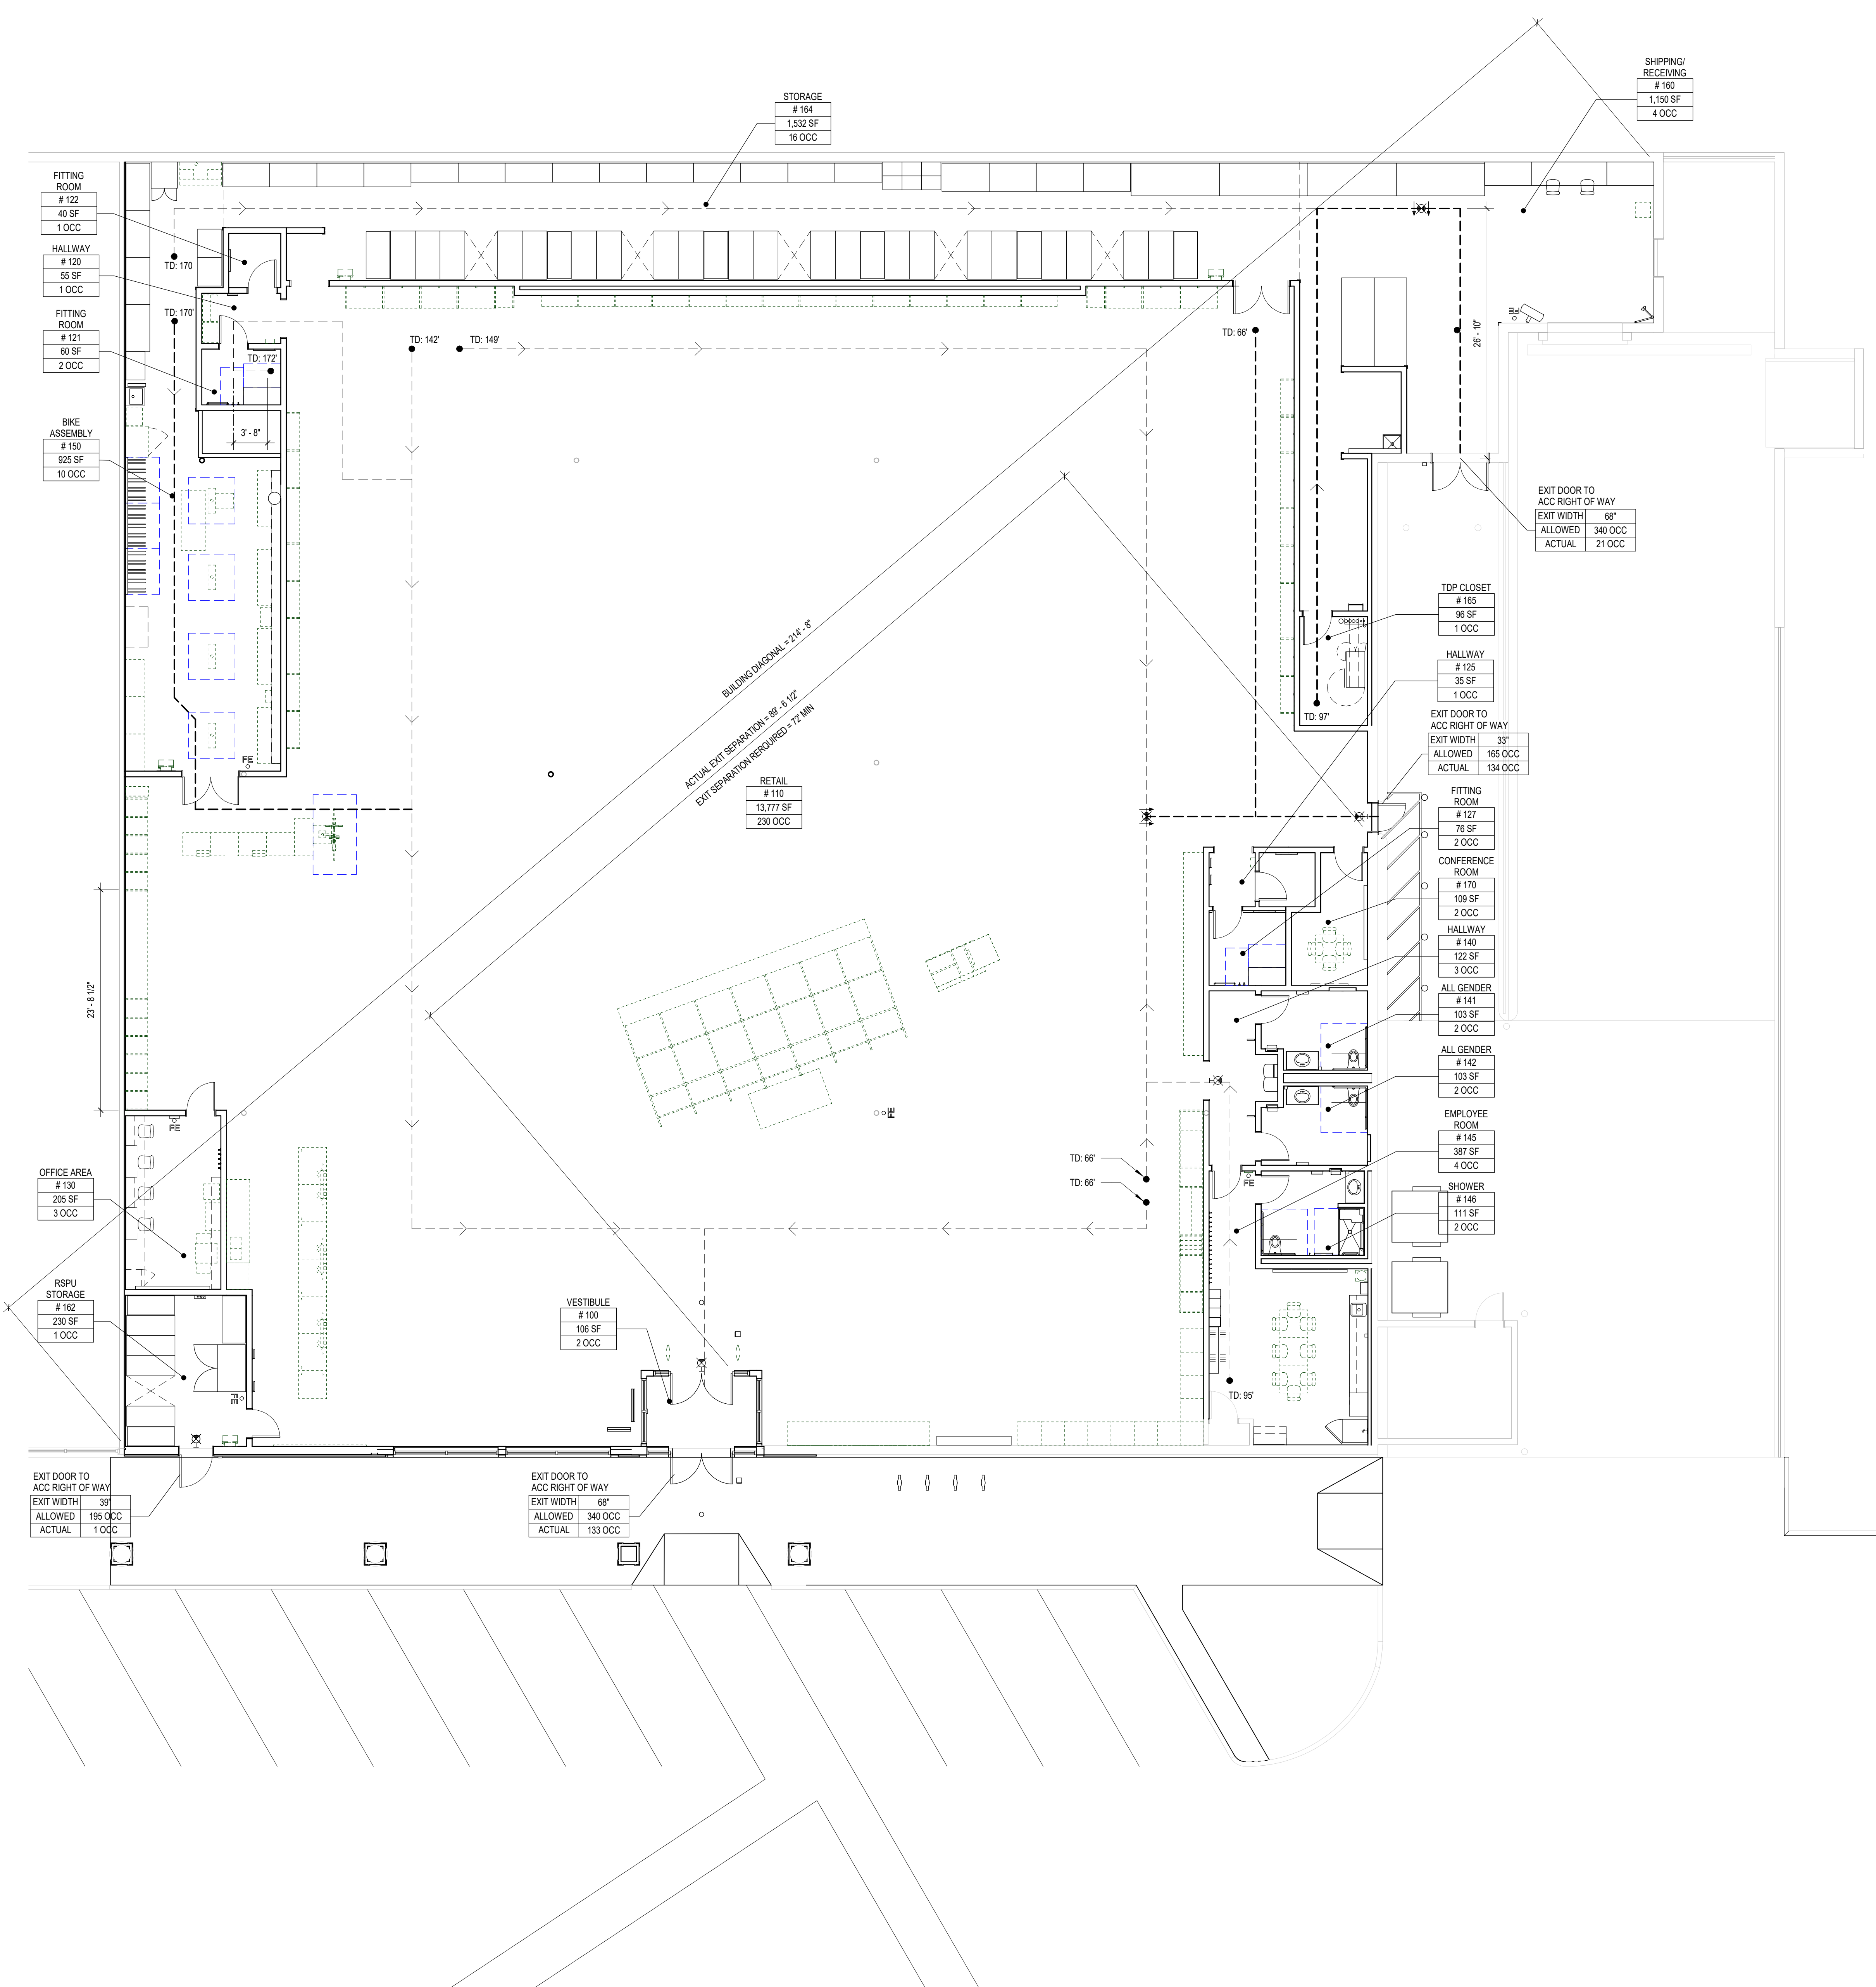 SHIPPING/
RECEIVING
# 160
1,150 SF
4 OCC
STORAGE
# 164
1,532 SF
16 OCC
FITTING
ROOM
# 122
40 SF
1 OCC
HALLWAY
# 120
55 SF
1 OCC
FITTING
ROOM
# 121
60 SF
2 OCC
BIKE
ASSEMBLY
# 150
925 SF
10 OCC
TD: 170
TD: 170'
TD: 172'
3' - 8"
TD: 142'
TD: 149'
TD: 66'
FE
26' - 10"
EXIT DOOR TO
ACC RIGHT OF WAY
EXIT WIDTH 68"
ALLOWED 340 OCC
ACTUAL 21 OCC
BUILDING DIAGONAL = 214' - 8"
ACTUAL EXIT SEPARATION = 89' - 6 1/2"
EXIT SEPARATION RERQUIRED = 72' MIN
TDP CLOSET
# 165
96 SF
1 OCC
HALLWAY
# 125
35 SF
1 OCC
TD: 97'
EXIT DOOR TO
ACC RIGHT OF WAY
EXIT WIDTH 33"
ALLOWED 165 OCC
ACTUAL 134 OCC
FE
RETAIL
# 110
13,777 SF
230 OCC
FITTING
ROOM
# 127
76 SF
2 OCC
CONFERENCE
ROOM
# 170
109 SF
2 OCC
HALLWAY
# 140
122 SF
3 OCC
ALL GENDER
# 141
103 SF
2 OCC
ALL GENDER
# 142
103 SF
2 OCC
EMPLOYEE
ROOM
# 145
387 SF
4 OCC
SHOWER
# 146
111 SF
2 OCC
23' - 8 1/2"
FE
FE
TD: 66'
TD: 66'
FE
OFFICE AREA
# 130
205 SF
3 OCC
RSPU
STORAGE
# 162
230 SF
1 OCC
FE
VESTIBULE
# 100
106 SF
2 OCC
TD: 95'
EXIT DOOR TO
ACC RIGHT OF WAY
EXIT WIDTH 39"
ALLOWED 195 OCC
ACTUAL 1 OCC
EXIT DOOR TO
ACC RIGHT OF WAY
EXIT WIDTH 68"
ALLOWED 340 OCC
ACTUAL 133 OCC